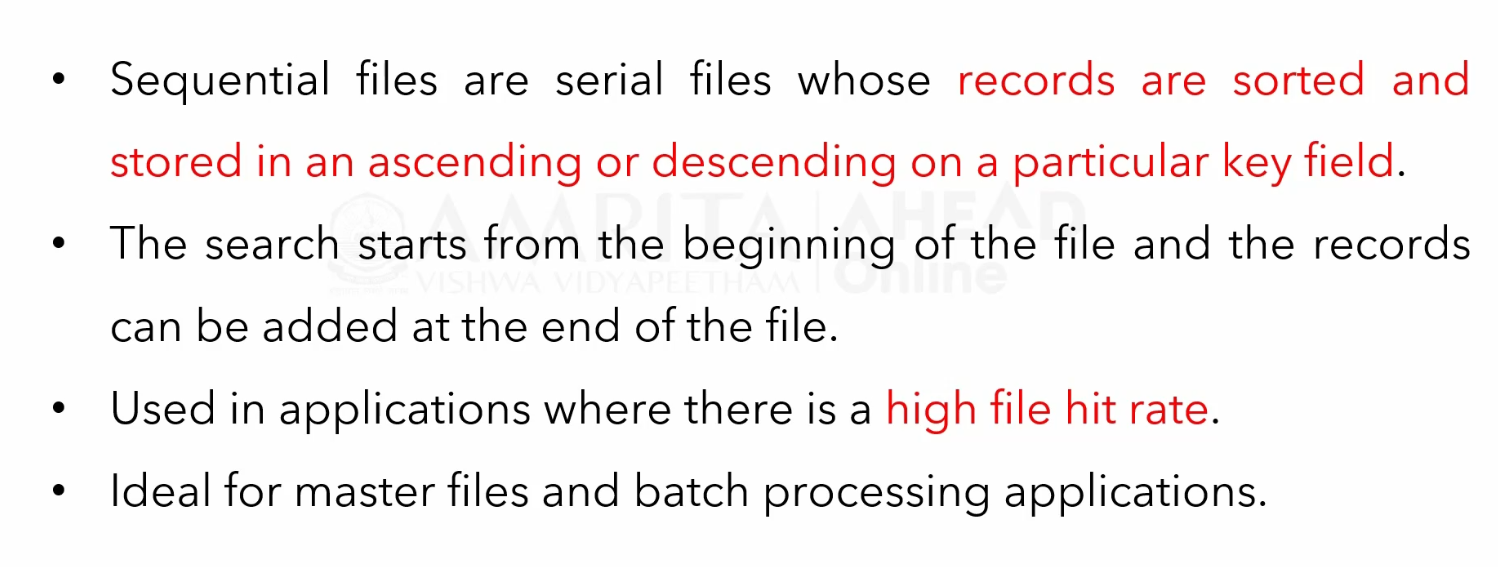 • Sequential files are serial files whose records are sorted and
stored in an ascending or descending on a particular key field.
• The search starts from the beginning of the file and the records
can be added at the end of the file.
• Used in applications where there is a high file hit rate.
• Ideal for master files and batch processing applications.
AMRITA
VISHWA VIDYAPEETHAM
AHEAD
Online